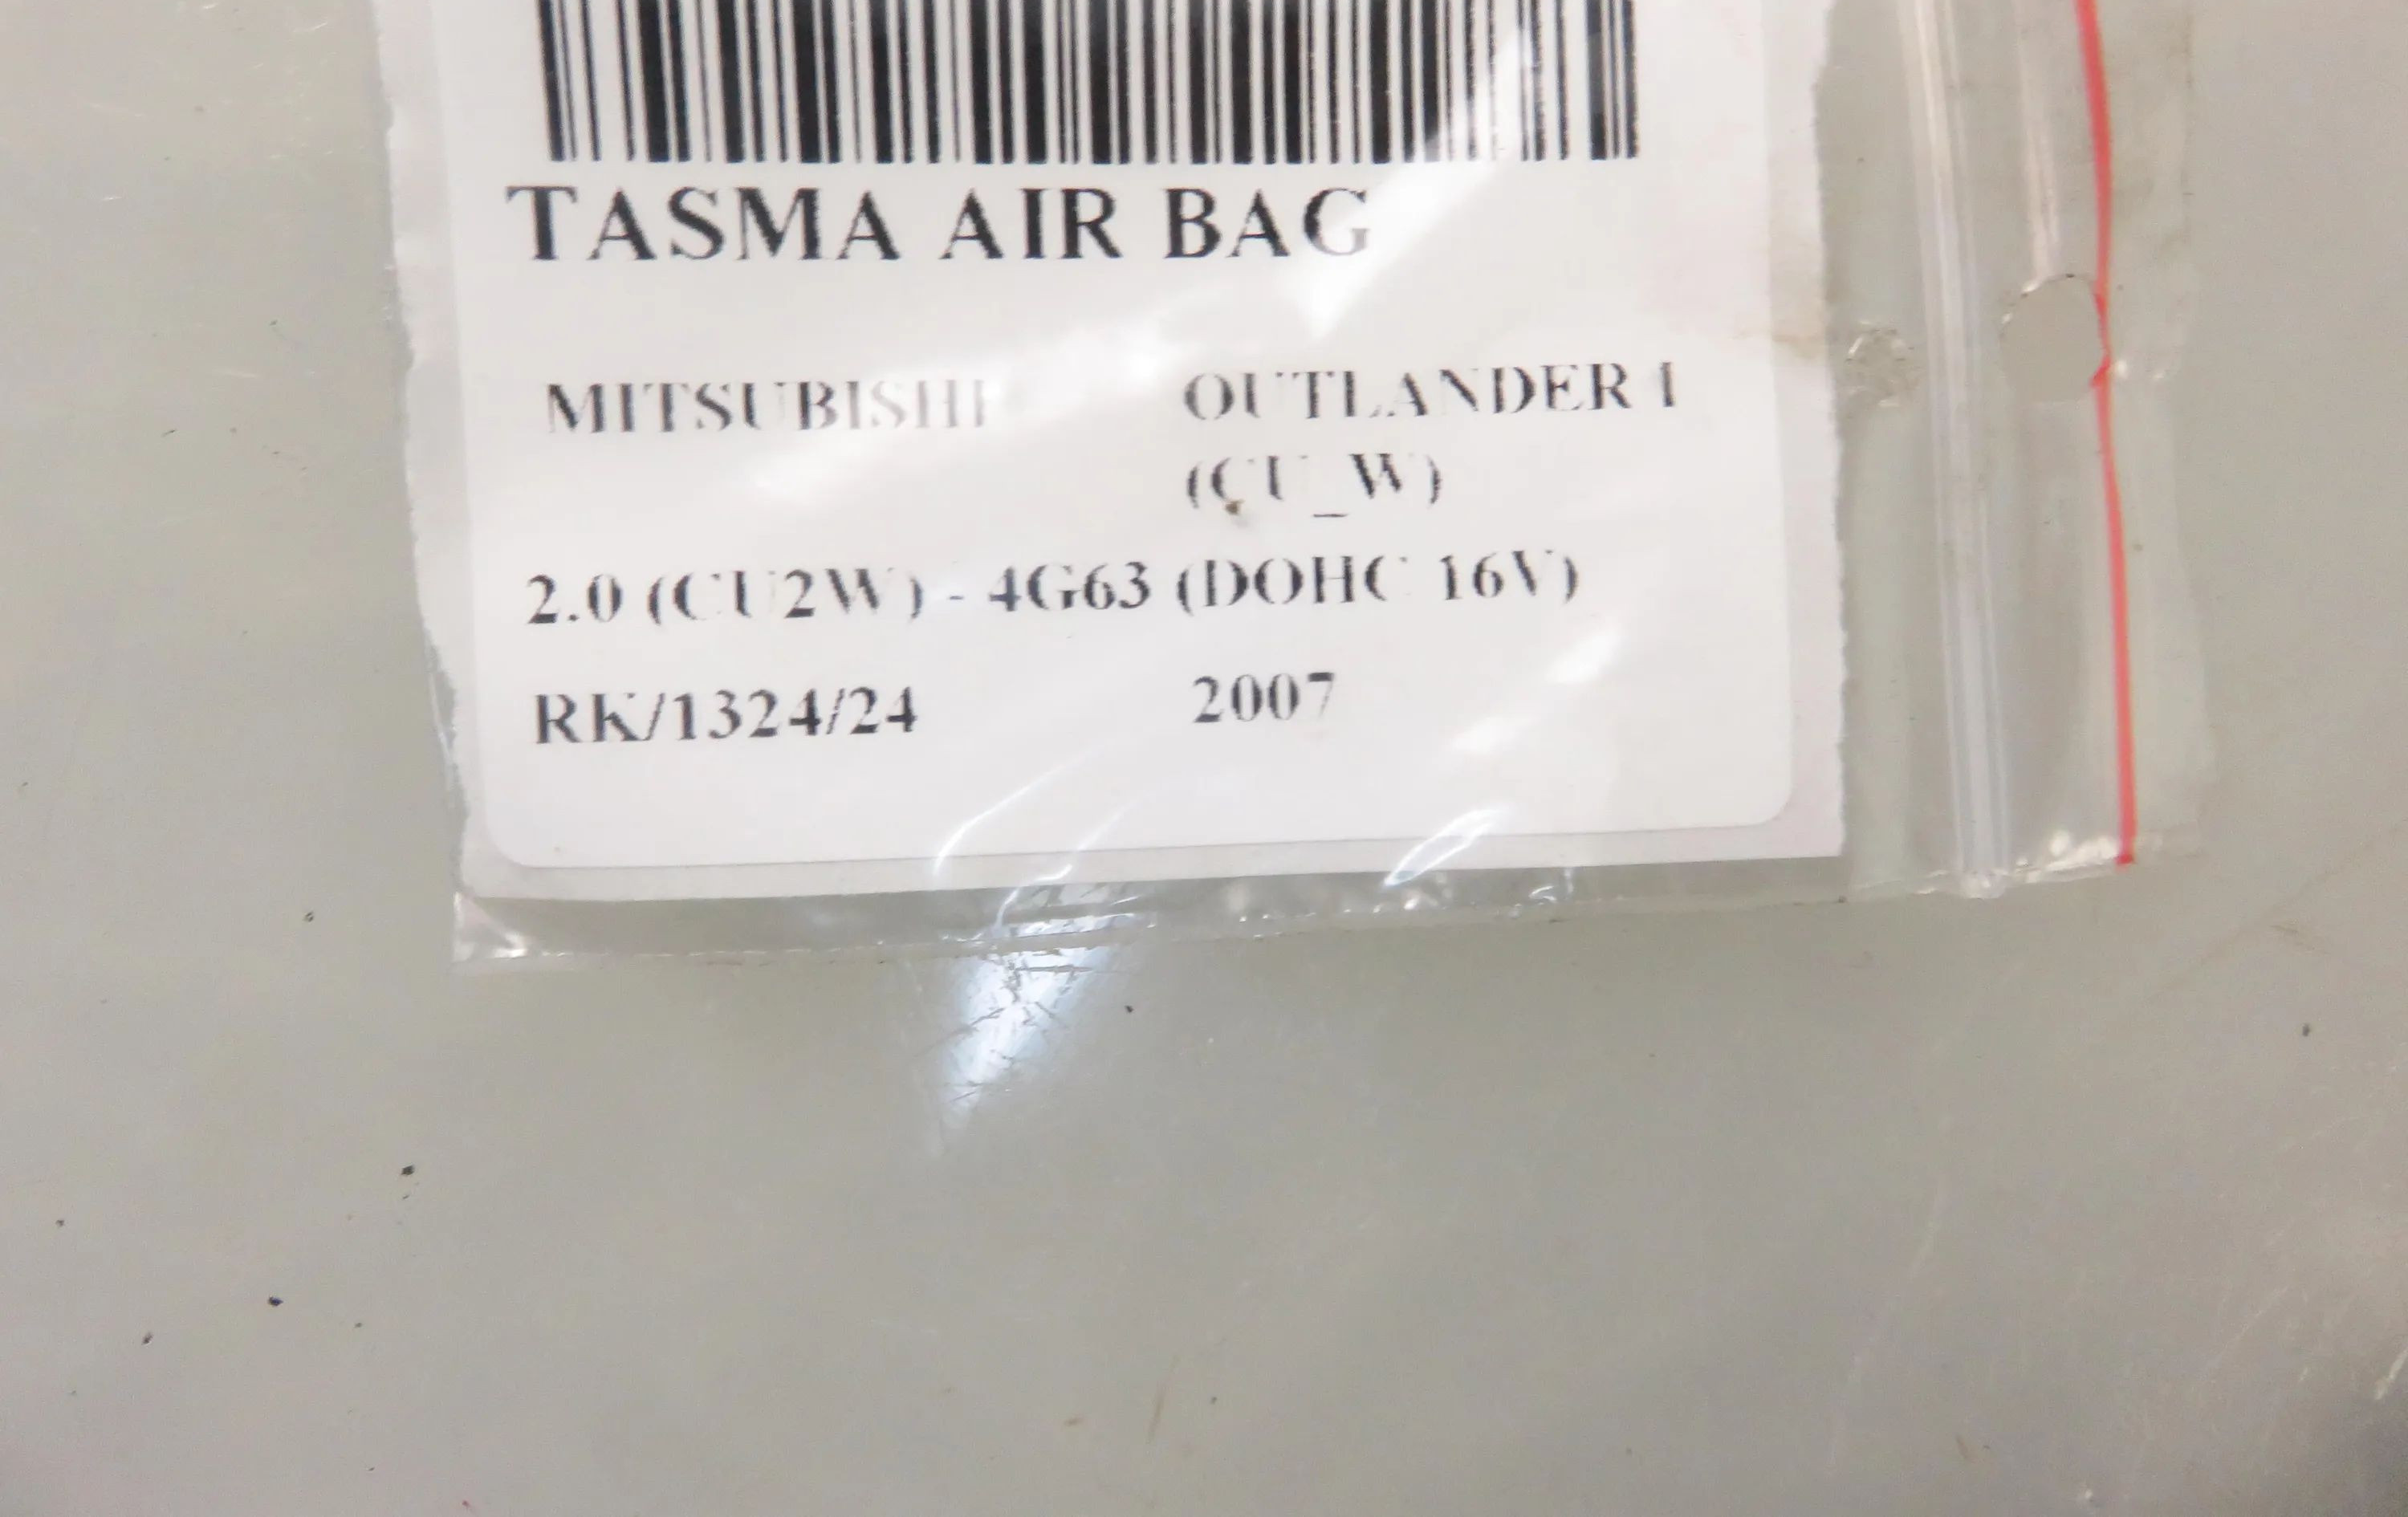 TASMA AIR BAG
MITSUBISHI OUTLANDER I
(CU_W)
2.0 (CU2W) - 4G63 (DOHC 16V)
RK/1324/24 2007